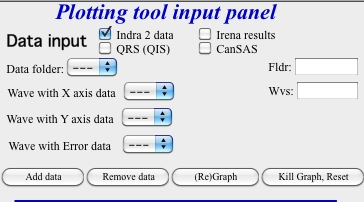 Plotting tool input panel
Data input
Indra 2 data
Irena results
QRS (QIS)
CanSAS
Data folder: ---
Fldr:
Wave with X axis data ---
Wvs:
Wave with Y axis data ---
Wave with Error data ---
Add data
Remove data
(Re)Graph
Kill Graph, Reset